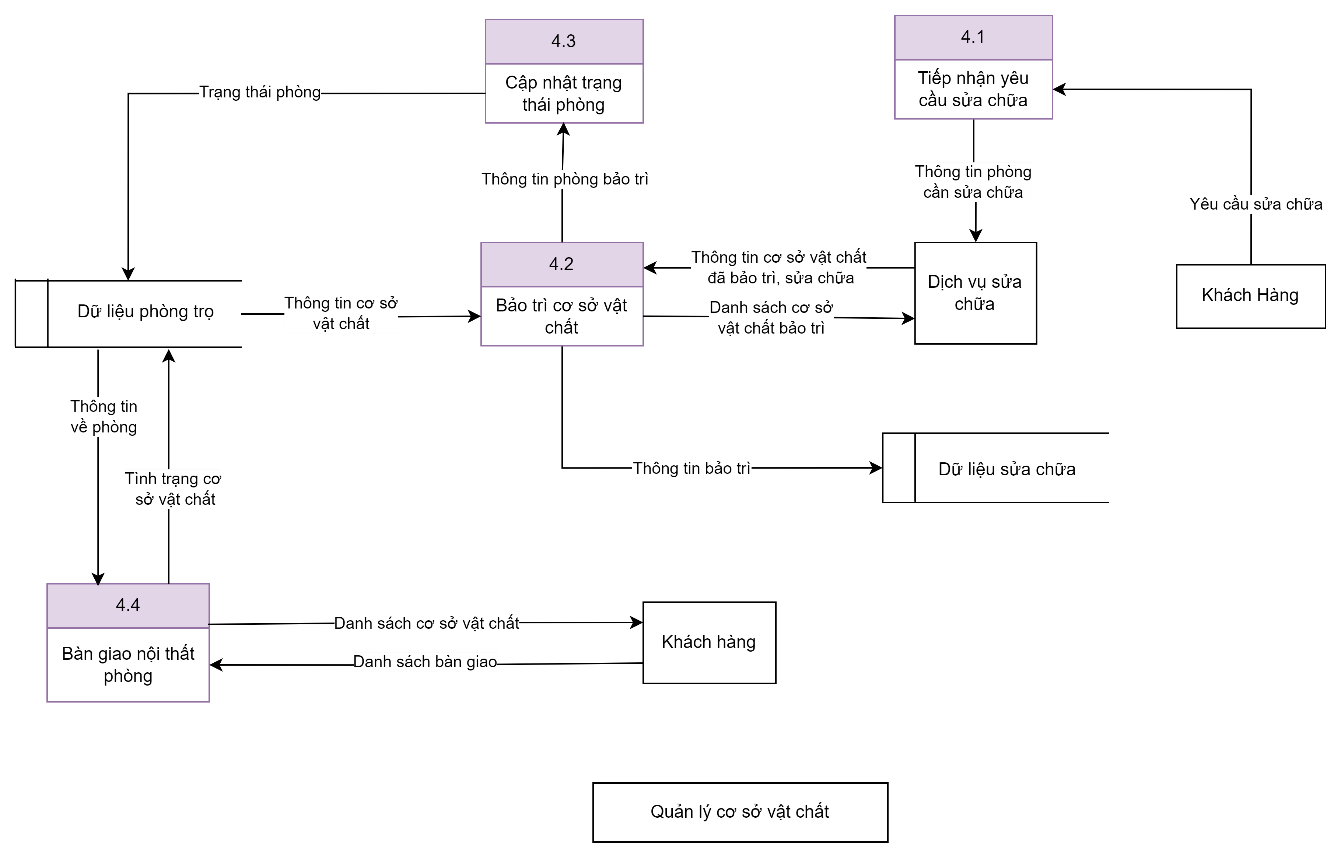 4.3
Cập nhật trạng
thái phòng
4.1
Tiếp nhận yêu
cầu sửa chữa
Trạng thái phòng
Thông tin phòng bảo trì
Thông tin phòng
cần sửa chữa
Yêu cầu sửa chữa
Dữ liệu phòng trọ
Thông tin cơ sở
vật chất
4.2
Bảo trì cơ sở vật
chất
Thông tin cơ sở vật chất
đã bảo trì, sửa chữa
Danh sách cơ sở
vật chất bảo trì
Dịch vụ sửa
chữa
Khách Hàng
Thông tin
về phòng
Tình trạng cơ
sở vật chất
Thông tin bảo trì
Dữ liệu sửa chữa
4.4
Bàn giao nội thất
phòng
Danh sách cơ sở vật chất
Danh sách bàn giao
Khách hàng
Quản lý cơ sở vật chất